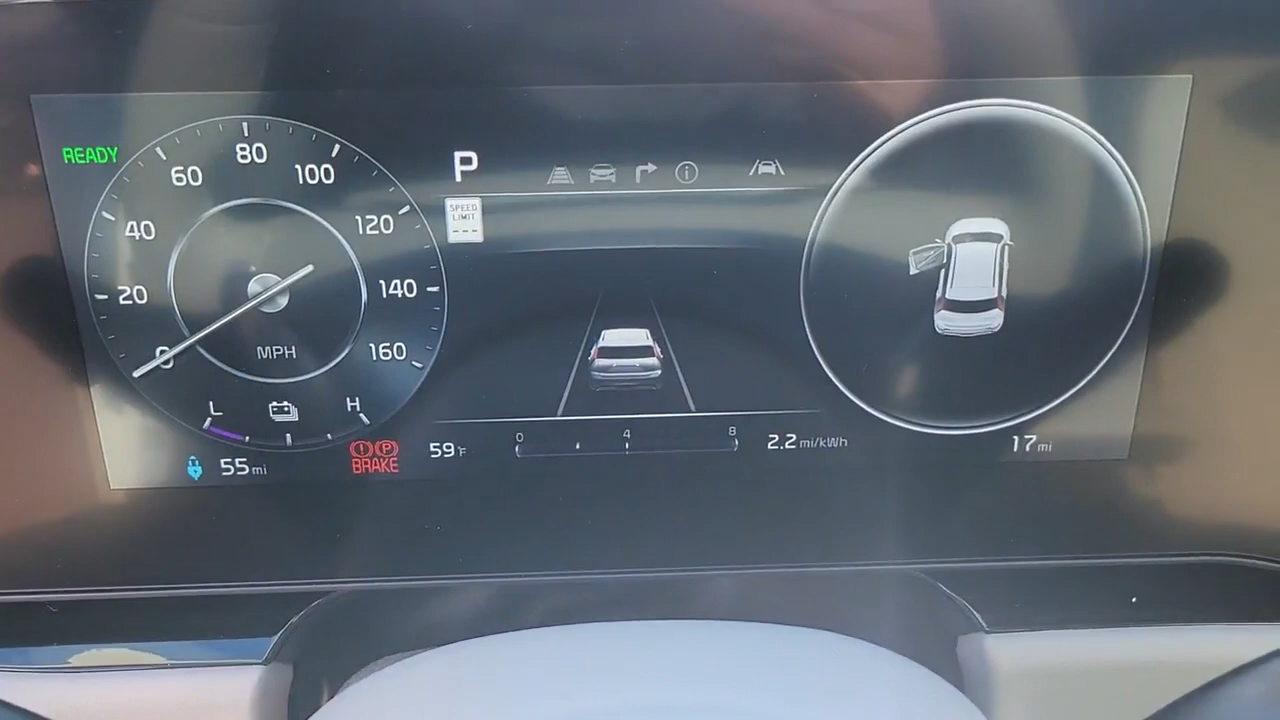 READY
0
20
40
60
80
100
120
140
160
MPH
L
H
P
SPEED
LIMIT
---
55 mi
BRAKE
59°F
0 4 8
2.2 mi/kWh
17 mi